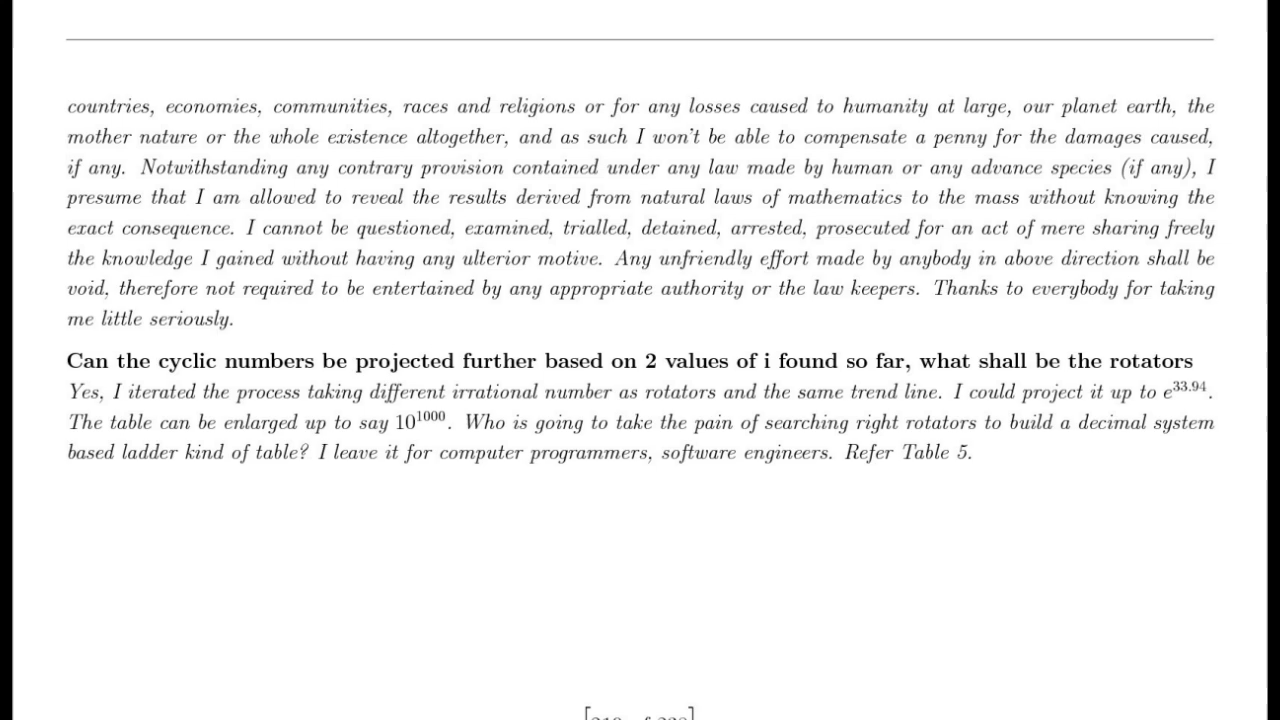 countries, economies, communities, races and religions or for any losses caused to humanity at large, our planet earth, the
mother nature or the whole existence altogether, and as such I won't be able to compensate a penny for the damages caused,
if any. Notwithstanding any contrary provision contained under any law made by human or any advance species (if any), I
presume that I am allowed to reveal the results derived from natural laws of mathematics to the mass without knowing the
exact consequence. I cannot be questioned, examined, trialled, detained, arrested, prosecuted for an act of mere sharing freely
the knowledge I gained without having any ulterior motive. Any unfriendly effort made by anybody in above direction shall be
void, therefore not required to be entertained by any appropriate authority or the law keepers. Thanks to everybody for taking
me little seriously.
Can the cyclic numbers be projected further based on 2 values of i found so far, what shall be the rotators
Yes, I iterated the process taking different irrational number as rotators and the same trend line. I could project it up to e^33.94.
The table can be enlarged up to say 10^1000. Who is going to take the pain of searching right rotators to build a decimal system
based ladder kind of table? I leave it for computer programmers, software engineers. Refer Table 5.